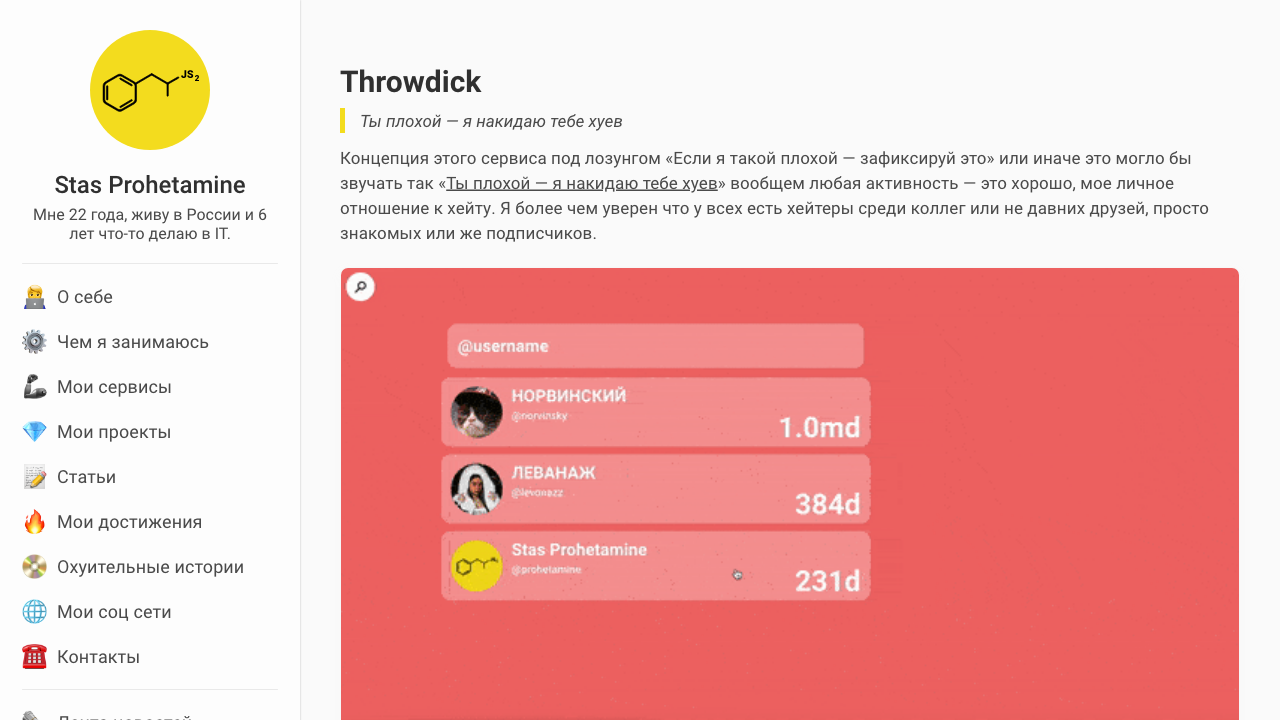 JS2
Stas Prohetamine
Мне 22 года, живу в России и 6
лет что-то делаю в IT.
О себе
Чем я занимаюсь
Мои сервисы
Мои проекты
Статьи
Мои достижения
Охуительные истории
Мои соц сети
Контакты
Throwdick
Ты плохой — я накидаю тебе хуев
Концепция этого сервиса под лозунгом «Если я такой плохой — зафиксируй это» или иначе это могло бы
звучать так «Ты плохой — я накидаю тебе хуев» вообщем любая активность — это хорошо, мое личное
отношение к хейту. Я более чем уверен что у всех есть хейтеры среди коллег или не давних друзей, просто
знакомых или же подписчиков.
@username
НОРВИНСКИЙ
@norvinsky
1.0md
ЛЕВАНАЖ
384d
Stas Prohetamine
@prohetamine
231d